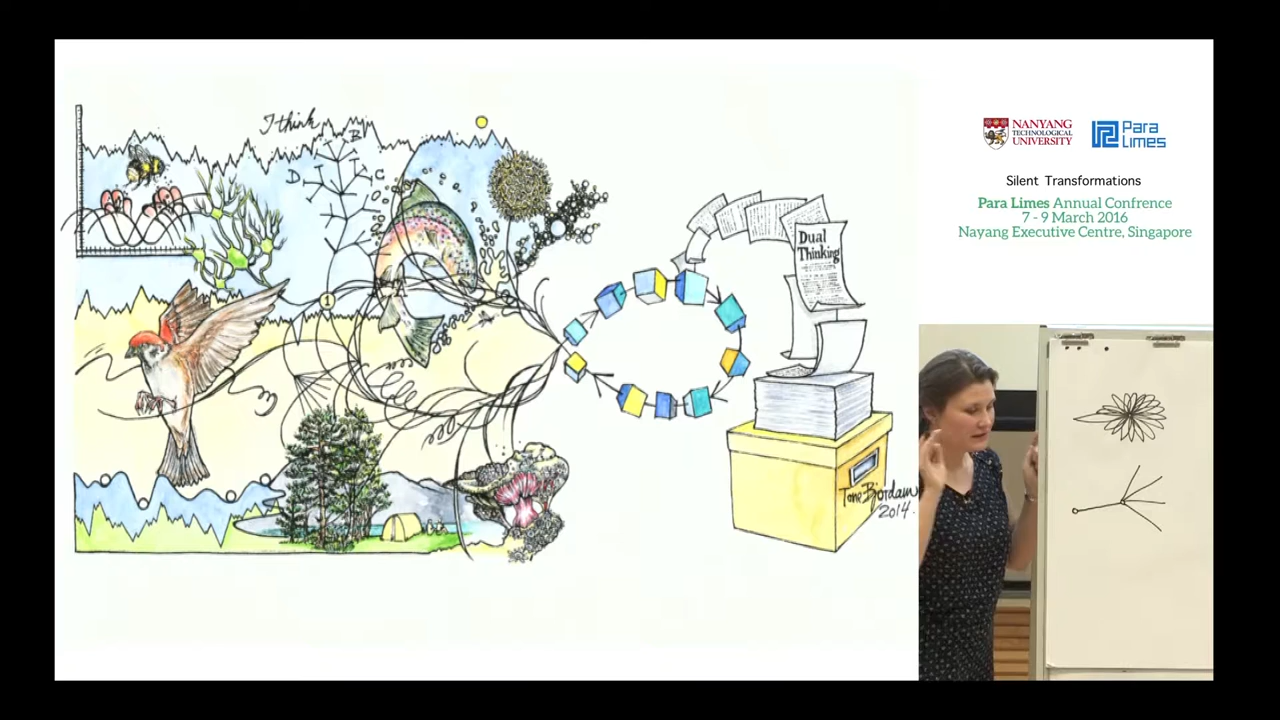 I think
B
D
C
1
Dual
Thinking
Tone Bjordam
2014.
NANYANG
TECHNOLOGICAL
UNIVERSITY
Para
Limes
Silent Transformations
Para Limes Annual Confrence
7 - 9 March 2016
Nayang Executive Centre, Singapore